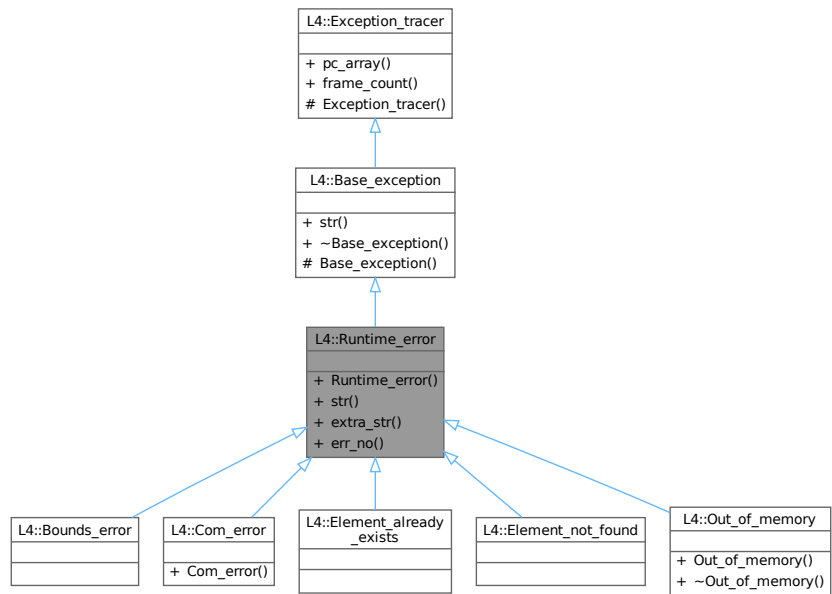 L4::Exception_tracer
+ pc_array()
+ frame_count()
# Exception_tracer()
L4::Base_exception
+ str()
+ ~Base_exception()
# Base_exception()
L4::Runtime_error
+ Runtime_error()
+ str()
+ extra_str()
+ err_no()
L4::Bounds_error
L4::Com_error
+ Com_error()
L4::Element_already
_exists
L4::Element_not_found
L4::Out_of_memory
+ Out_of_memory()
+ ~Out_of_memory()